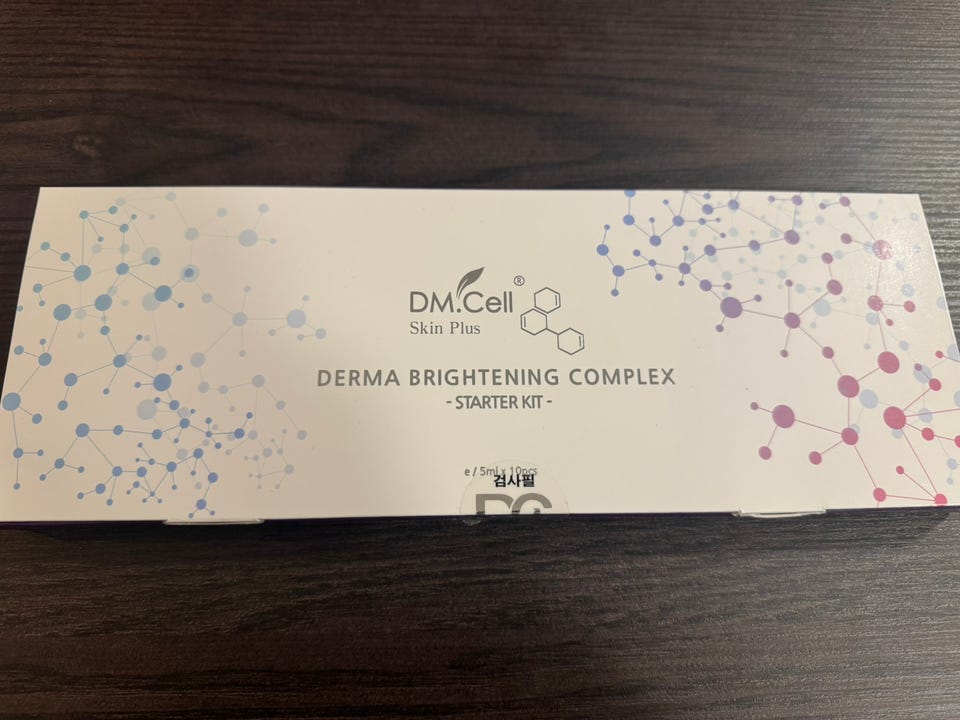 DM.Cell®
Skin Plus
DERMA BRIGHTENING COMPLEX
- STARTER KIT -
e / 5ml x 10pcs
검사필